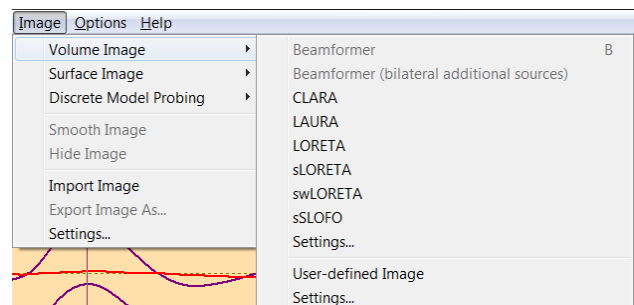 Image Options Help
Volume Image
Surface Image
Discrete Model Probing
Smooth Image
Hide Image
Import Image
Export Image As...
Settings...
Beamformer B
Beamformer (bilateral additional sources)
CLARA
LAURA
LORETA
sLORETA
swLORETA
sSLOFO
Settings...
User-defined Image
Settings...